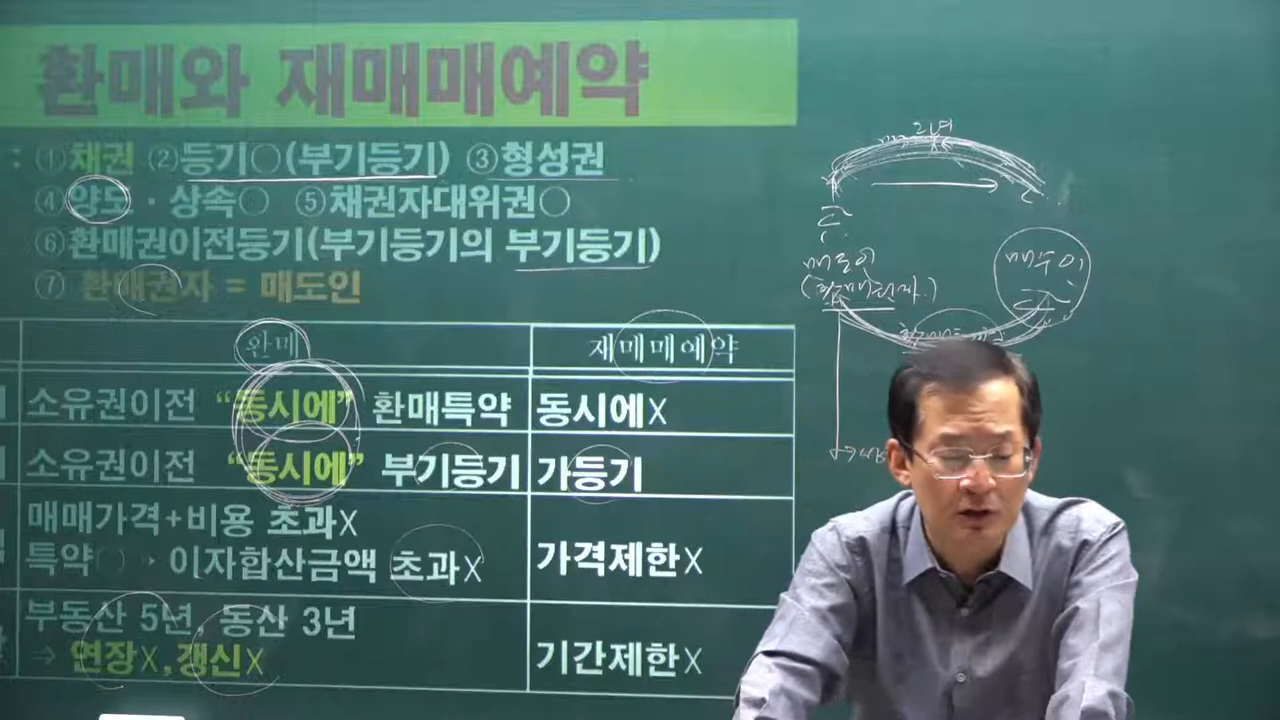 환매와 재매매예약
: ①채권 ②등기○(부기등기) ③형성권
④양도 · 상속○ ⑤채권자대위권○
⑥환매권이전등기(부기등기의 부기등기)
⑦ 환매권자 = 매도인
2년
매도인
(환매권자)
매수인
환매 재매매예약
소유권이전 “동시에” 환매특약 동시에X
소유권이전 “동시에” 부기등기 가등기
매매가격+비용 초과X
특약○ → 이자합산금액 초과X 가격제한X
부동산 5년, 동산 3년
⇒ 연장X, 갱신X 기간제한X